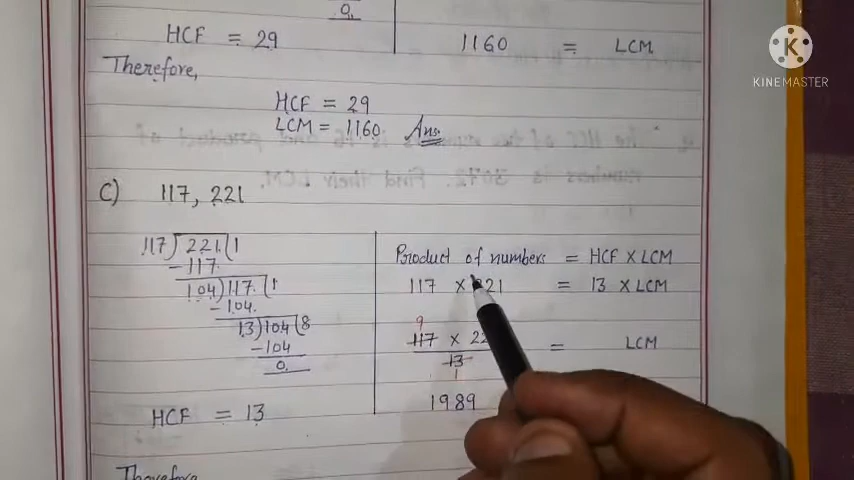 0
HCF = 29
1160 = LCM
Therefore,
HCF = 29
LCM = 1160 Ans.
C) 117, 221
117) 221 (1
-117
104) 117 (1
-104
13) 104 (8
-104
0
HCF = 13
Product of numbers = HCF X LCM
117 X 221 = 13 X LCM
9
117 X 22 = LCM
13
1
1989
Therefore
K
KINEMASTER